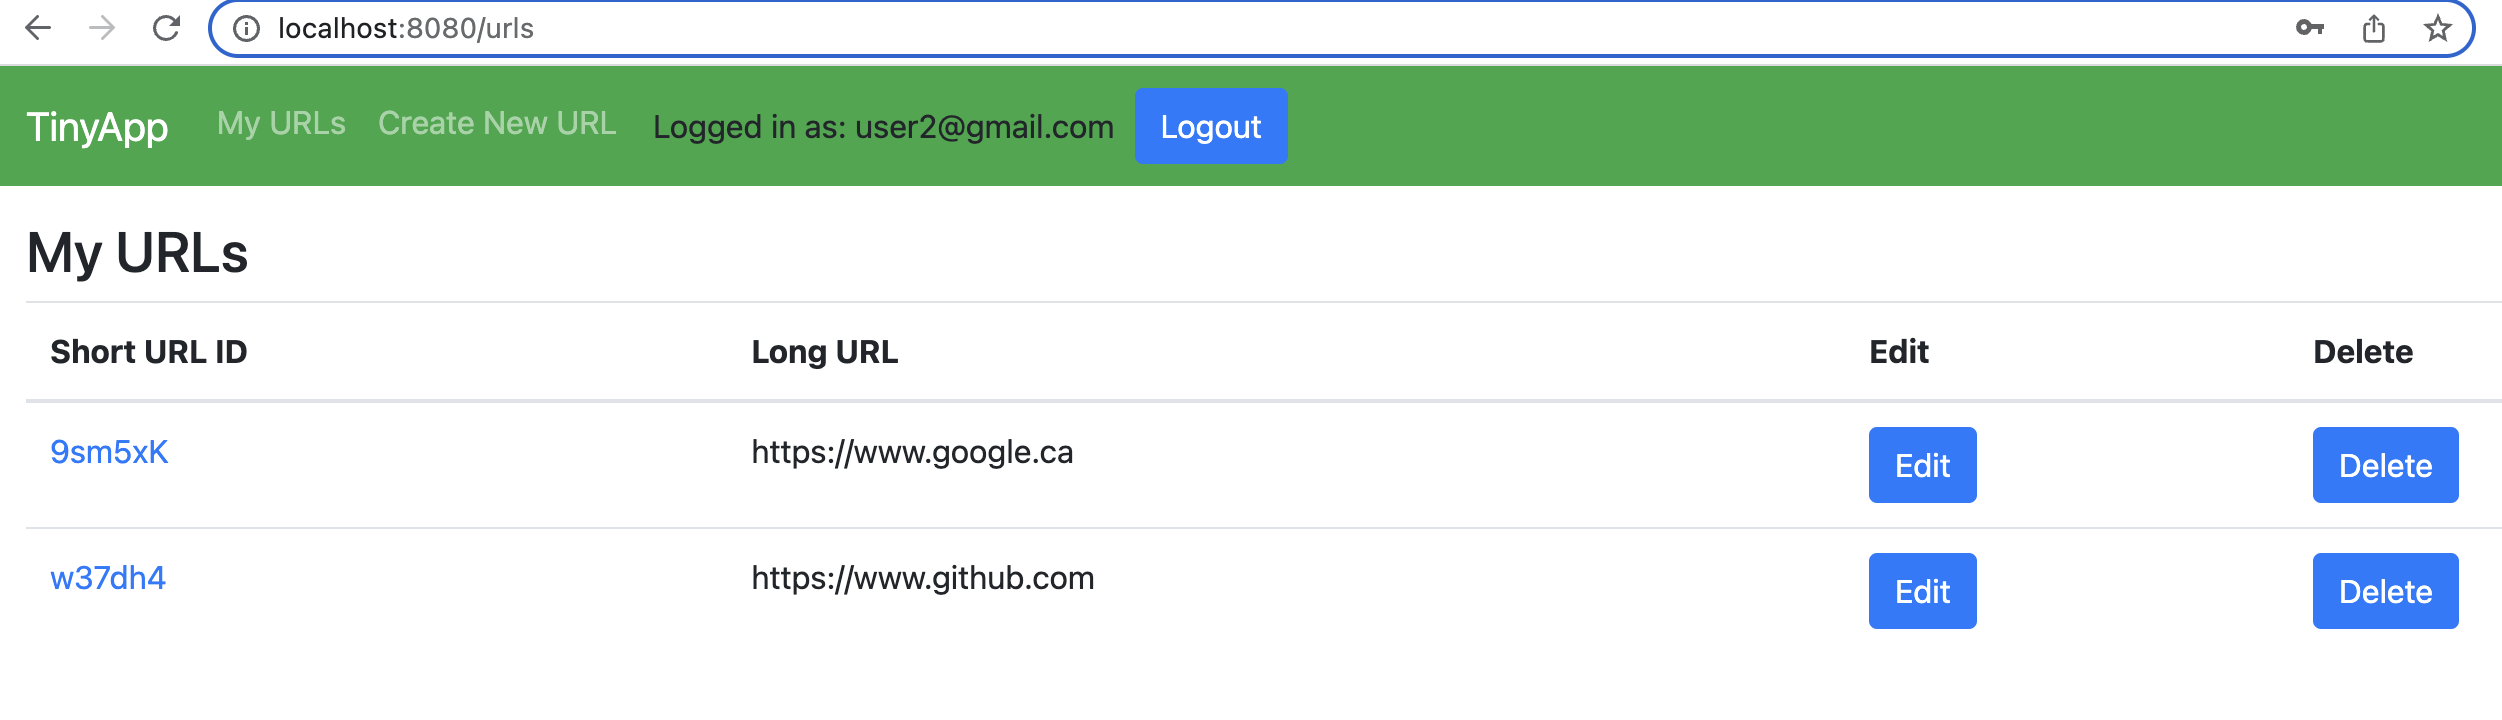 localhost:8080/urls
TinyApp My URLs Create New URL Logged in as: user2@gmail.com Logout
My URLs
Short URL ID Long URL Edit Delete
9sm5xK https://www.google.ca Edit Delete
w37dh4 https://www.github.com Edit Delete